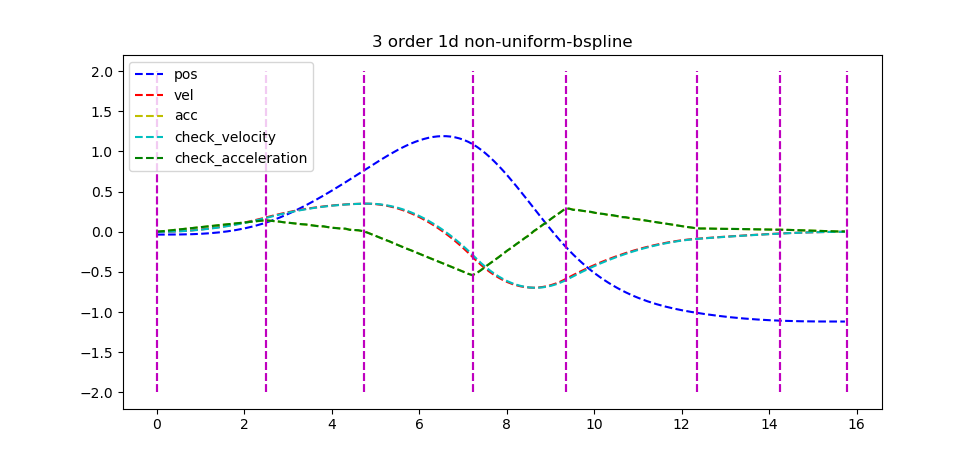 3 order 1d non-uniform-bspline
pos
vel
acc
check_velocity
check_acceleration
2.0
1.5
1.0
0.5
0.0
−0.5
−1.0
−1.5
−2.0
0 2 4 6 8 10 12 14 16